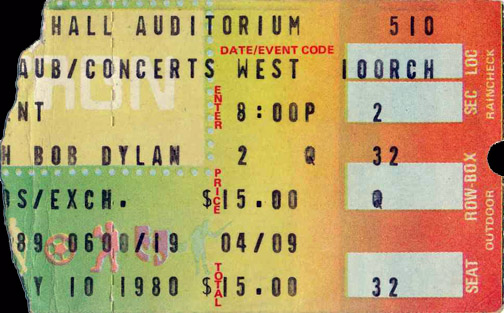 HALL AUDITORIUM 510
DATE/EVENT CODE
AUB/CONCERTS WEST 100RCH
LOC
RAINCHECK
ENTER
NT 8:00P 2
SEC
H BOB DYLAN 2 Q 32
ROW-BOX
PRICE
OS/EXCH. $15.00 Q
OUTDOOR
89 0600/19 04/09
TOTAL
Y 10 1980 $15.00 32
SEAT